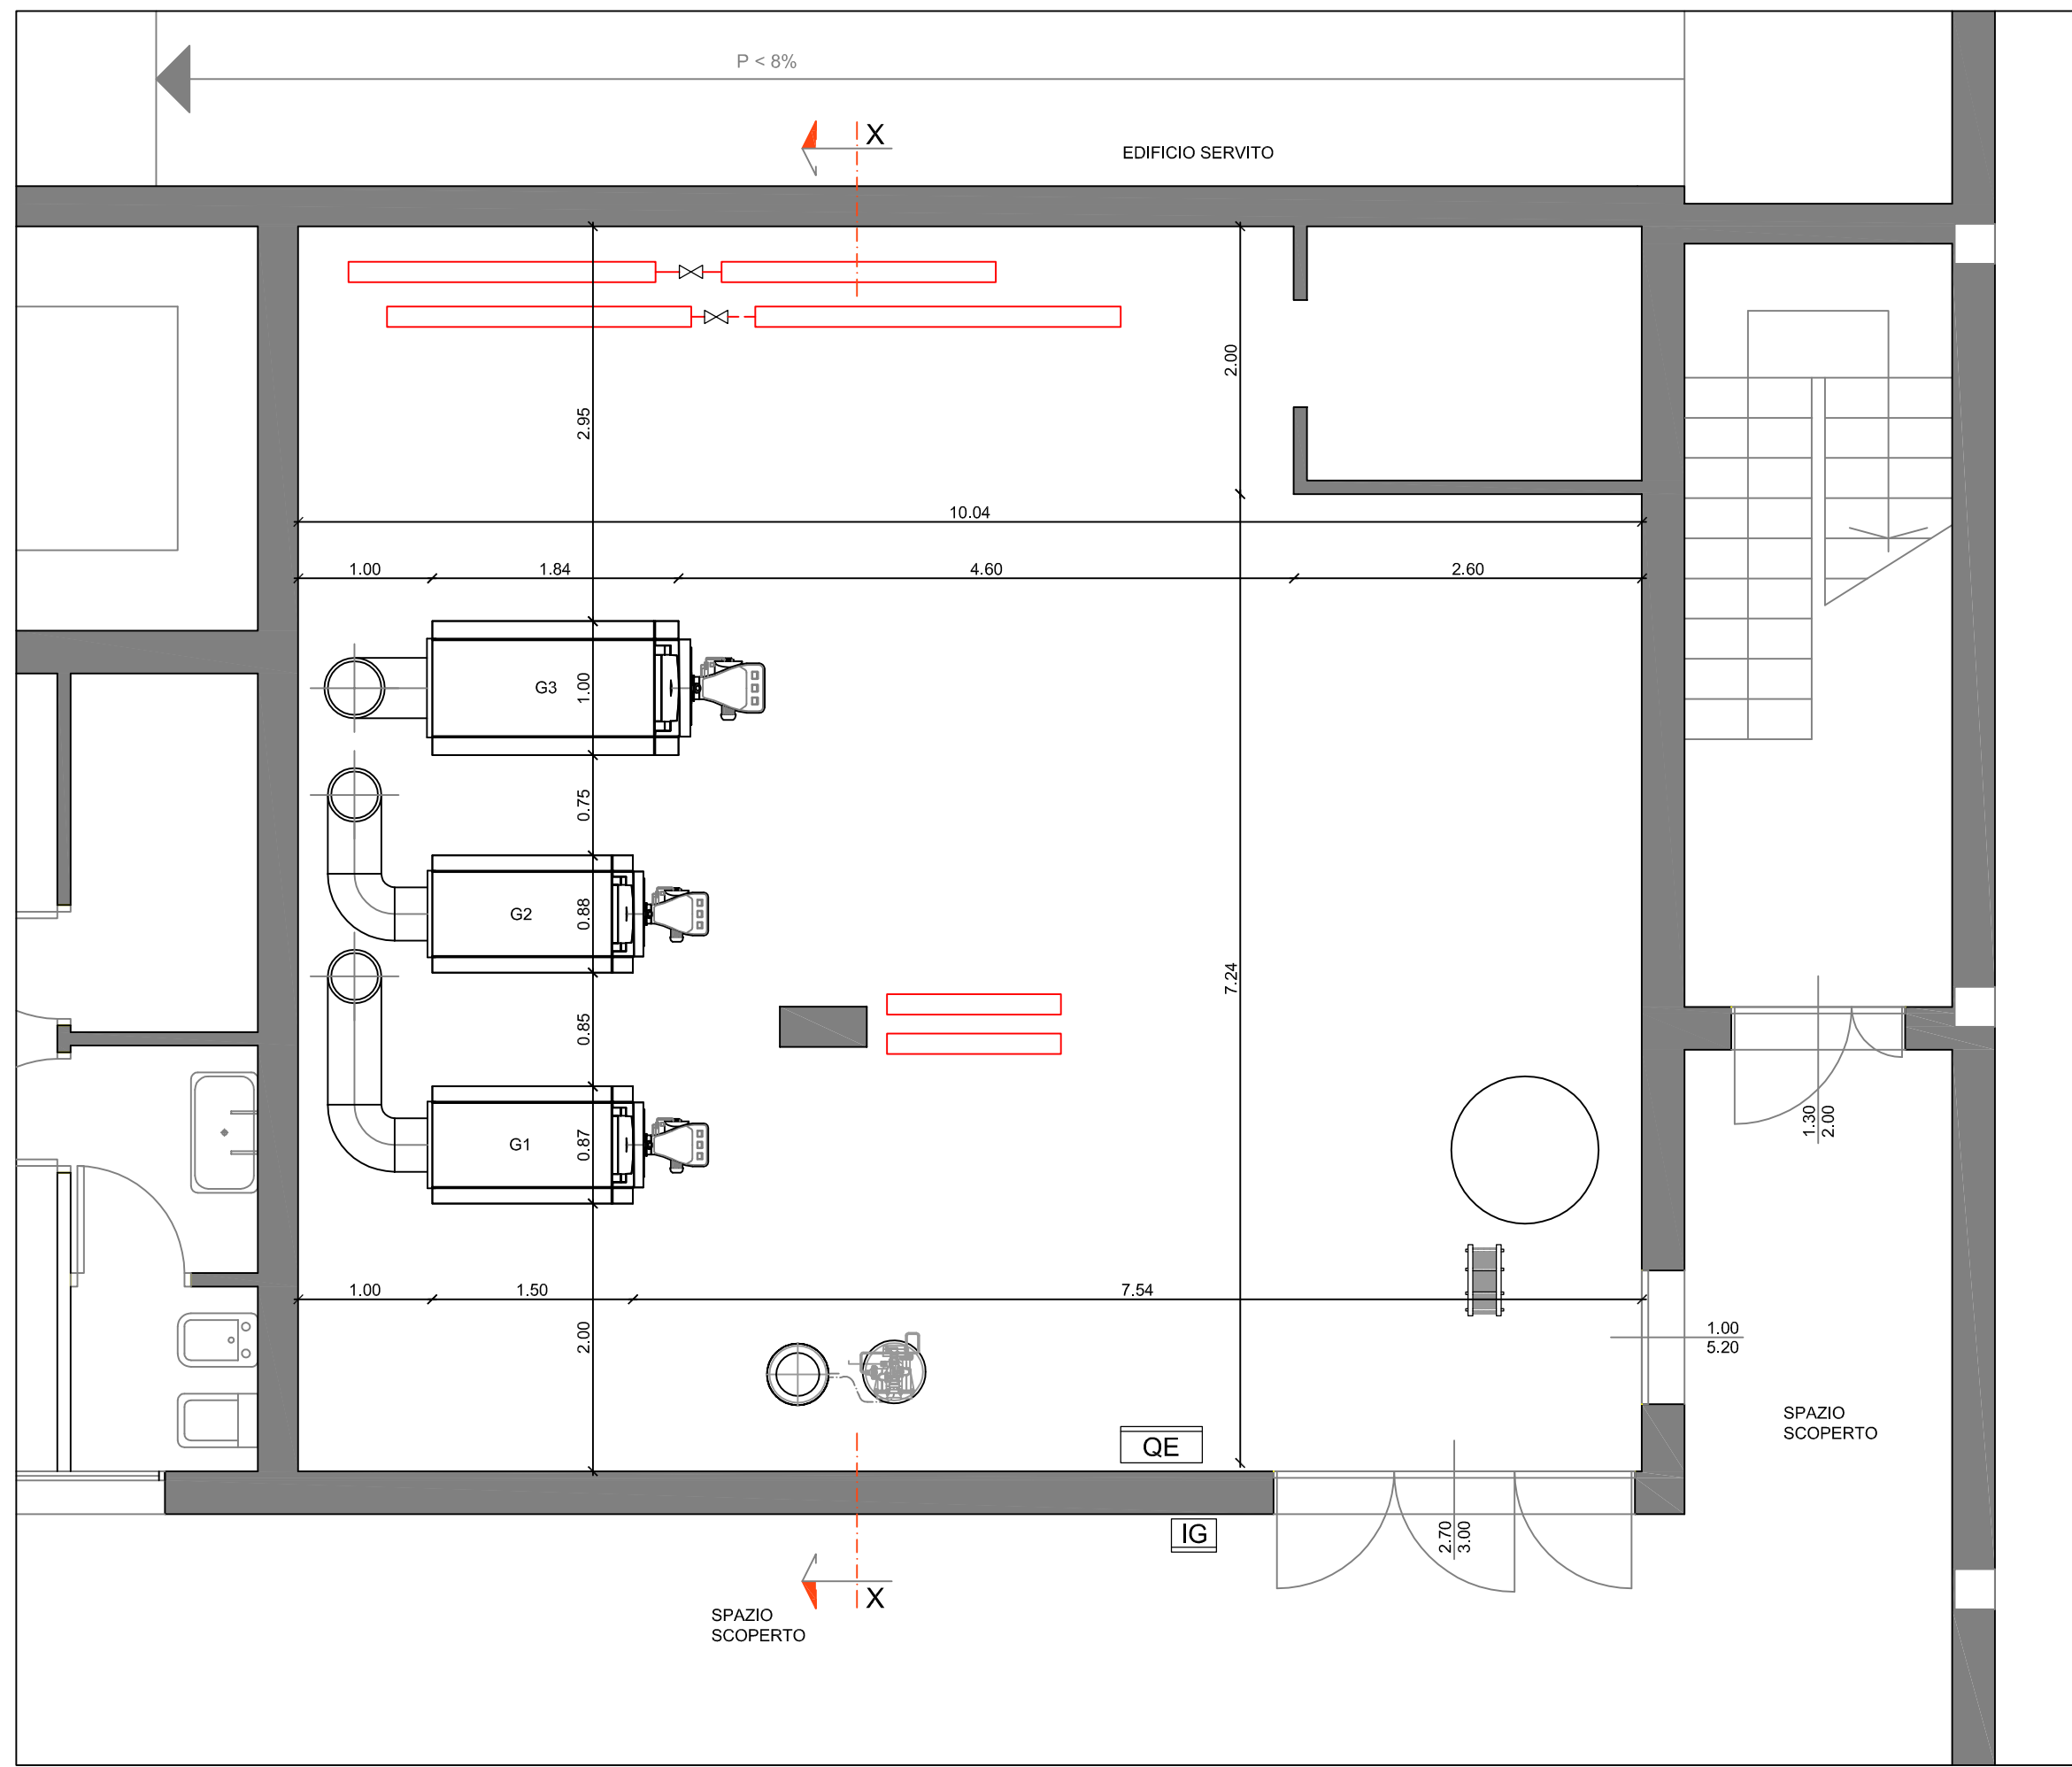 P < 8%
X
EDIFICIO SERVITO
2.00
2.95
10.04
1.00
1.84
4.60
2.60
G3
1.00
0.75
G2
0.88
7.24
0.85
1.30
2.00
G1
0.87
1.00
1.50
7.54
2.00
1.00
5.20
SPAZIO
SCOPERTO
QE
IG
2.70
3.00
X
SPAZIO
SCOPERTO